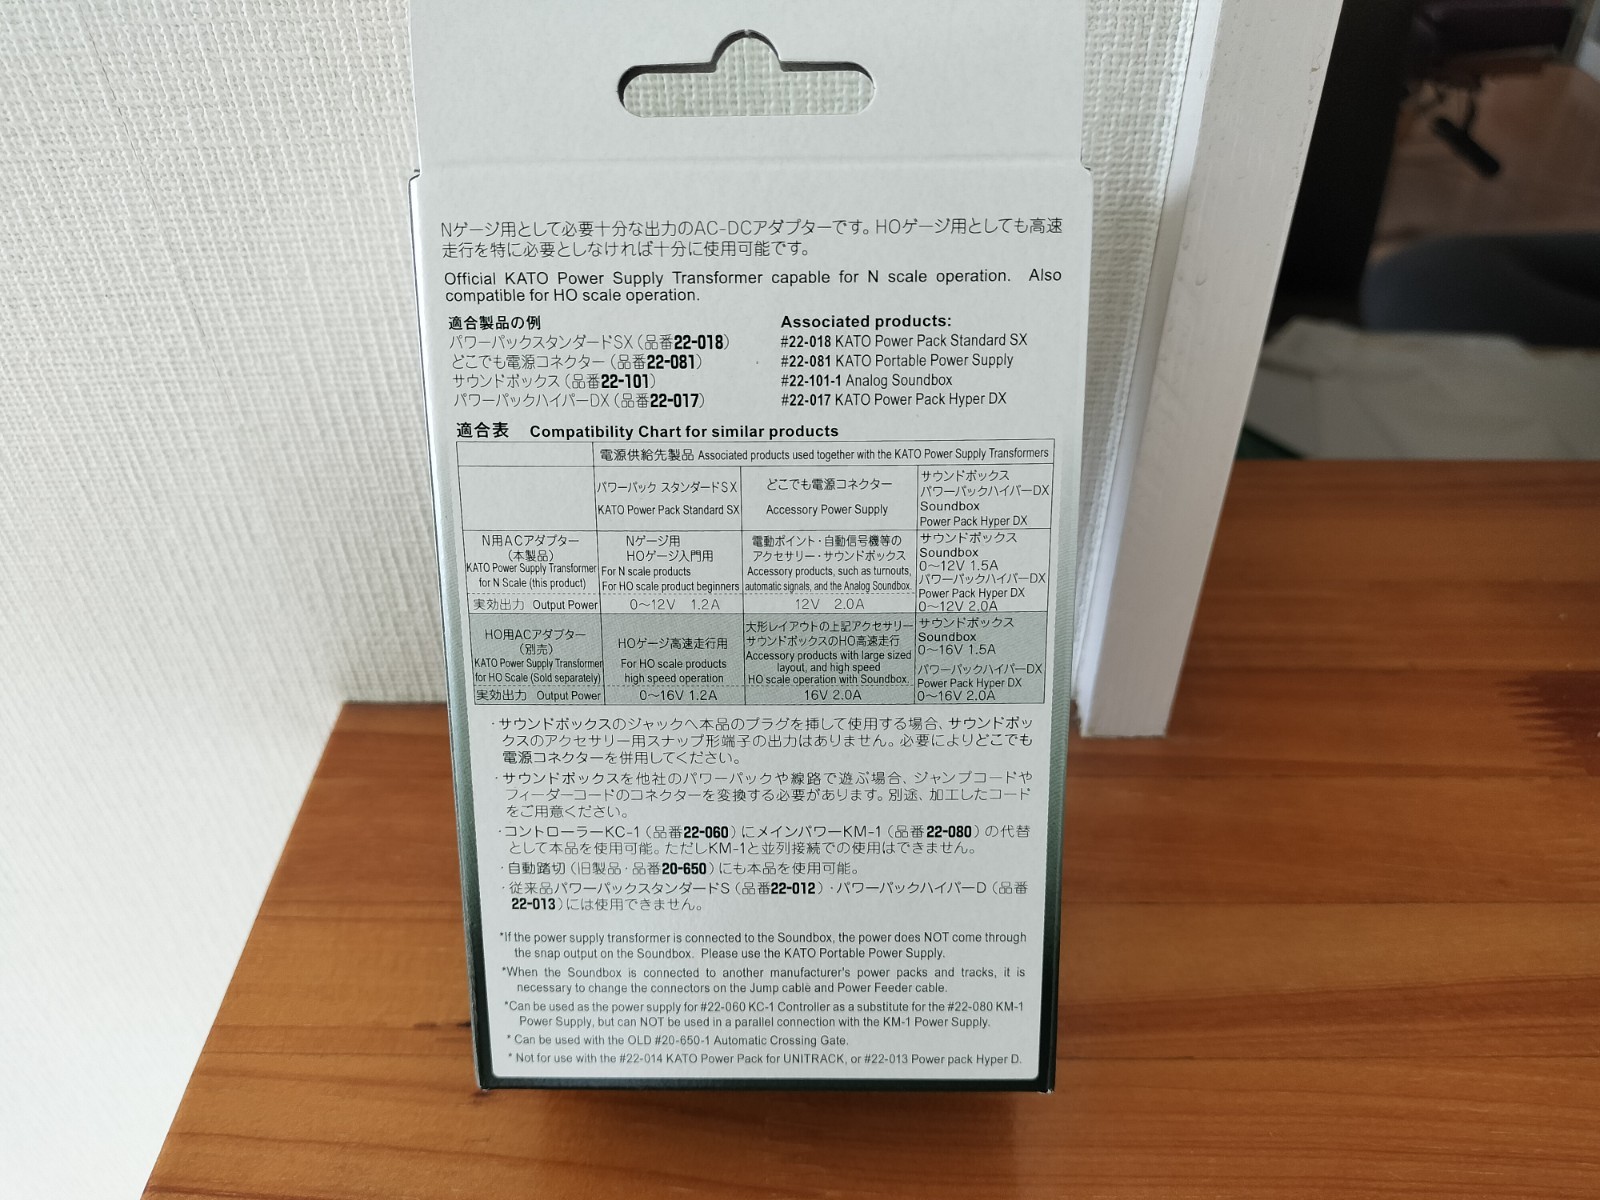 Nゲージ用として必要十分な出力のAC-DCアダプターです。HOゲージ用としても高速
走行を特に必要としなければ十分に使用可能です。
Official KATO Power Supply Transformer capable for N scale operation. Also
compatible for HO scale operation.
適合製品の例
パワーパックスタンダードSX（品番22-018）
どこでも電源コネクター（品番22-081）
サウンドボックス（品番22-101）
パワーパックハイパーDX（品番22-017）
Associated products:
#22-018 KATO Power Pack Standard SX
#22-081 KATO Portable Power Supply
#22-101-1 Analog Soundbox
#22-017 KATO Power Pack Hyper DX
適合表 Compatibility Chart for similar products
電源供給先製品 Associated products used together with the KATO Power Supply Transformers
パワーパック スタンダードSX
KATO Power Pack Standard SX
どこでも電源コネクター
Accessory Power Supply
サウンドボックス
パワーパックハイパーDX
Soundbox
Power Pack Hyper DX
N用ACアダプター
（本製品）
KATO Power Supply Transformer
for N Scale (this product)
Nゲージ用
HOゲージ入門用
For N scale products
For HO scale product beginners
電動ポイント・自動信号機等の
アクセサリー・サウンドボックス
Accessory products, such as turnouts,
automatic signals, and the Analog Soundbox.
サウンドボックス
Soundbox
0～12V 1.5A
パワーパックハイパーDX
Power Pack Hyper DX
0～12V 2.0A
実効出力 Output Power
0～12V 1.2A
12V 2.0A
HO用ACアダプター
（別売）
KATO Power Supply Transformer
for HO Scale (Sold separately)
HOゲージ高速走行用
For HO scale products
high speed operation
大形レイアウトの上記アクセサリー
サウンドボックスのHO高速走行
Accessory products with large sized
layout, and high speed
HO scale operation with Soundbox.
サウンドボックス
Soundbox
0～16V 1.5A
パワーパックハイパーDX
Power Pack Hyper DX
0～16V 2.0A
実効出力 Output Power
0～16V 1.2A
16V 2.0A
・サウンドボックスのジャックへ本品のプラグを挿して使用する場合、サウンドボッ
クスのアクセサリー用スナップ形端子の出力はありません。必要によりどこでも
電源コネクターを併用してください。
・サウンドボックスを他社のパワーパックや線路で遊ぶ場合、ジャンプコードや
フィーダーコードのコネクターを変換する必要があります。別途、加工したコード
をご用意ください。
・コントローラーKC-1（品番22-060）にメインパワーKM-1（品番22-080）の代替
として本品を使用可能。ただしKM-1と並列接続での使用はできません。
・自動踏切（旧製品・品番20-650）にも本品を使用可能。
・従来品パワーパックスタンダードS（品番22-012）・パワーパックハイパーD（品番
22-013）には使用できません。
*If the power supply transformer is connected to the Soundbox, the power does NOT come through
the snap output on the Soundbox. Please use the KATO Portable Power Supply.
*When the Soundbox is connected to another manufacturer's power packs and tracks, it is
necessary to change the connectors on the Jump cable and Power Feeder cable.
*Can be used as the power supply for #22-060 KC-1 Controller as a substitute for the #22-080 KM-1
Power Supply, but can NOT be used in a parallel connection with the KM-1 Power Supply.
* Can be used with the OLD #20-650-1 Automatic Crossing Gate.
* Not for use with the #22-014 KATO Power Pack for UNITRACK, or #22-013 Power pack Hyper D.